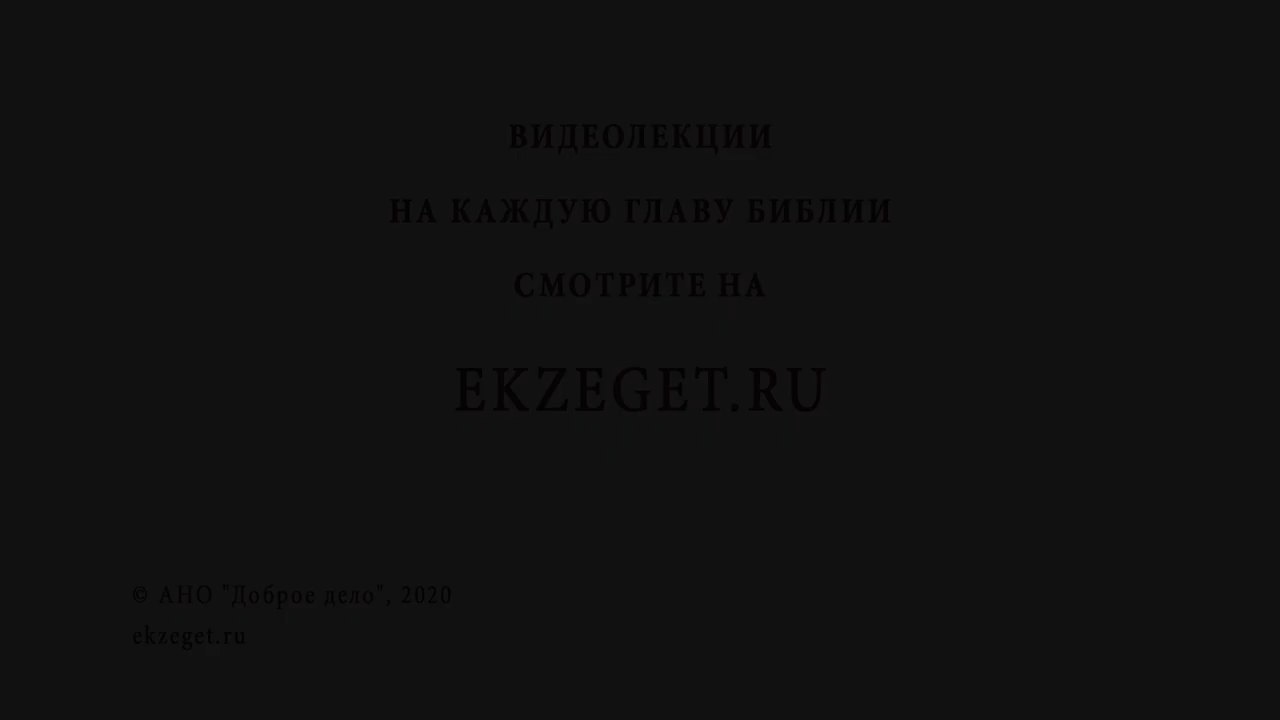 ВИДЕОЛЕКЦИИ
НА КАЖДУЮ ГЛАВУ БИБЛИИ
СМОТРИТЕ НА
EKZEGET.RU
© АНО "Доброе дело", 2020
ekzeget.ru